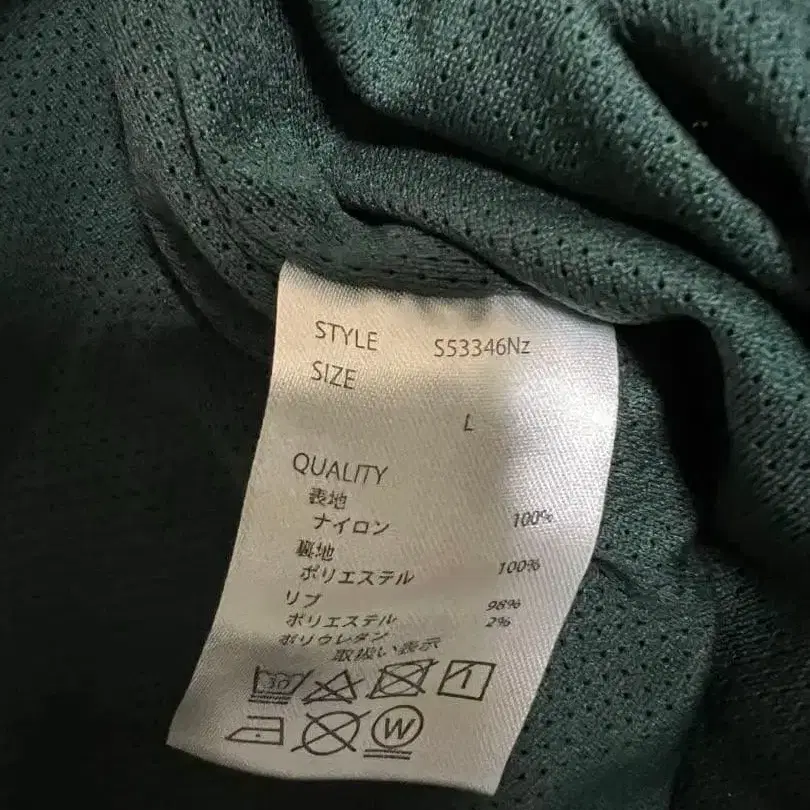 STYLE S53346Nz
SIZE
L
QUALITY
表地
ナイロン 100%
裏地
ポリエステル 100%
リブ
ポリエステル 98%
ポリウレタン 2%
取扱い表示
30
W